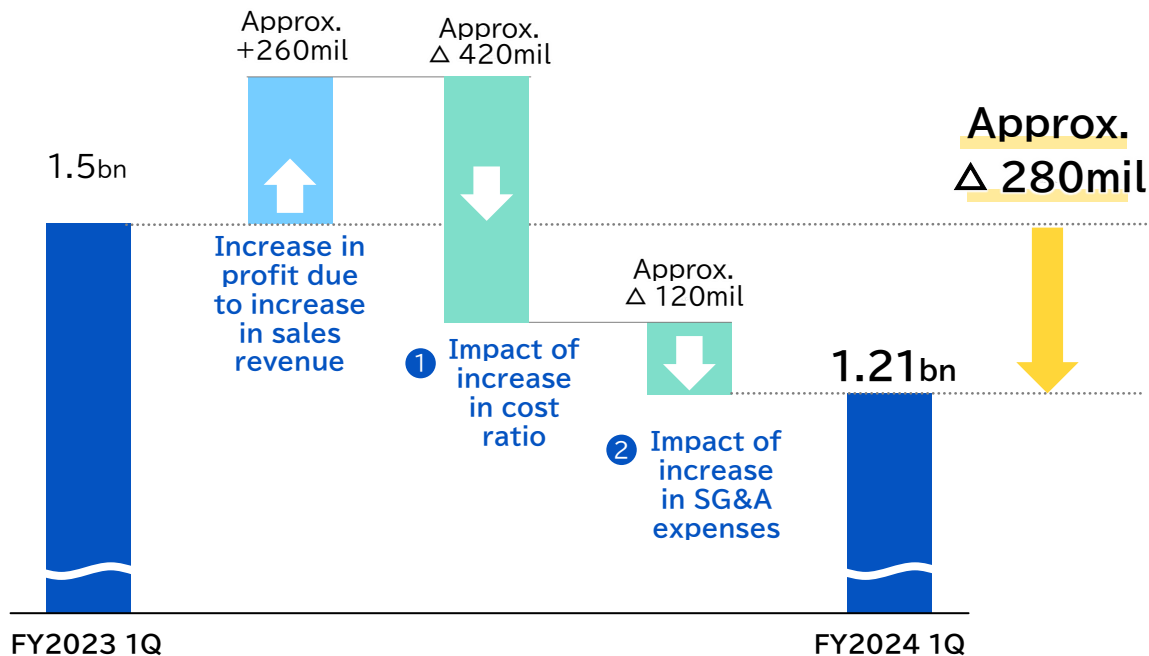 Approx.
+260mil
Approx.
△ 420mil
Approx.
△ 280mil
1.5bn
Increase in
profit due
to increase
in sales
revenue
Approx.
△ 120mil
1 Impact of
increase
in cost
ratio
1.21bn
2 Impact of
increase
in SG&A
expenses
FY2023 1Q
FY2024 1Q